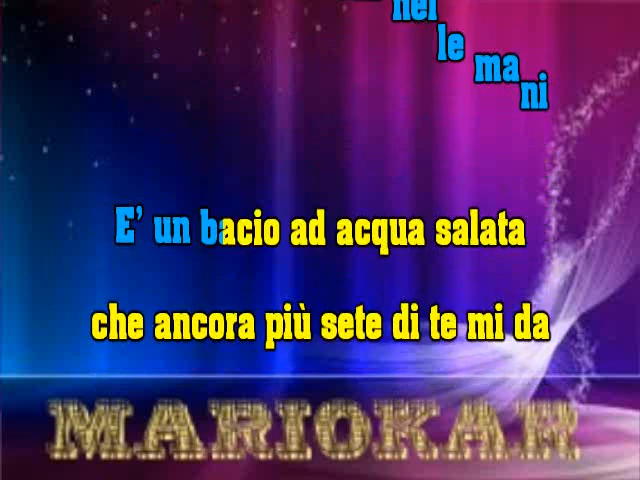 nel
le
ma
ni
E' un bacio ad acqua salata
che ancora più sete di te mi da
MARIOKAR